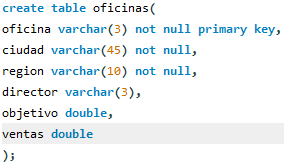 create table oficinas(
oficina varchar(3) not null primary key,
ciudad varchar(45) not null,
region varchar(10) not null,
director varchar(3),
objetivo double,
ventas double
);